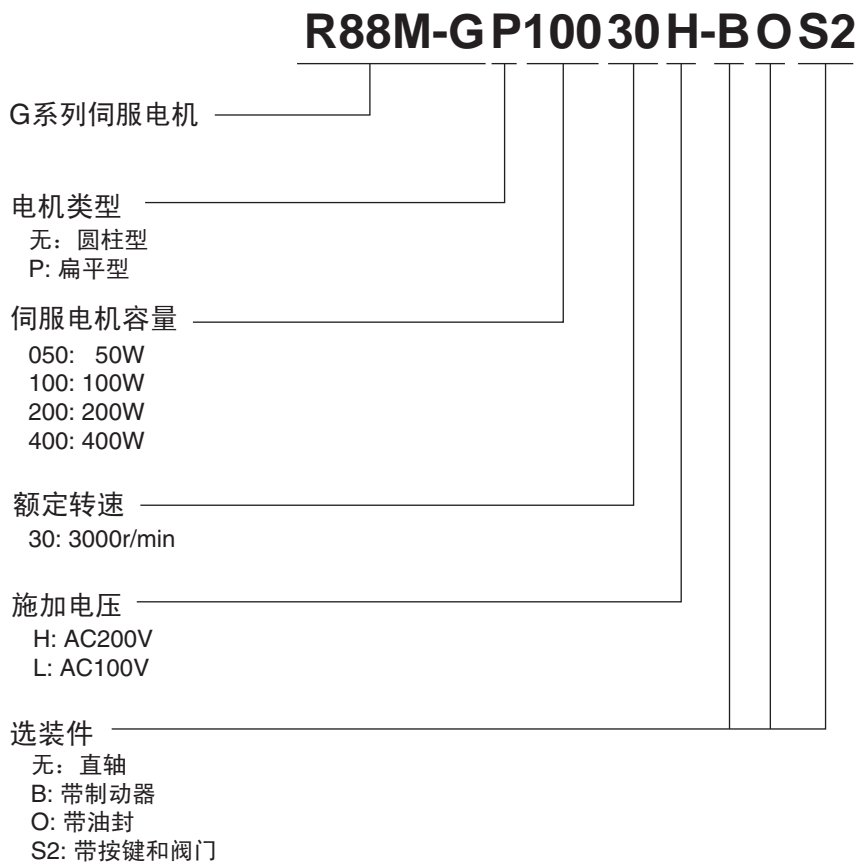 R88M-GP10030H-BOS2
G系列伺服电机
电机类型
无：圆柱型
P: 扁平型
伺服电机容量
050: 50W
100: 100W
200: 200W
400: 400W
额定转速
30: 3000r/min
施加电压
H: AC200V
L: AC100V
选装件
无：直轴
B: 带制动器
O: 带油封
S2: 带按键和阀门